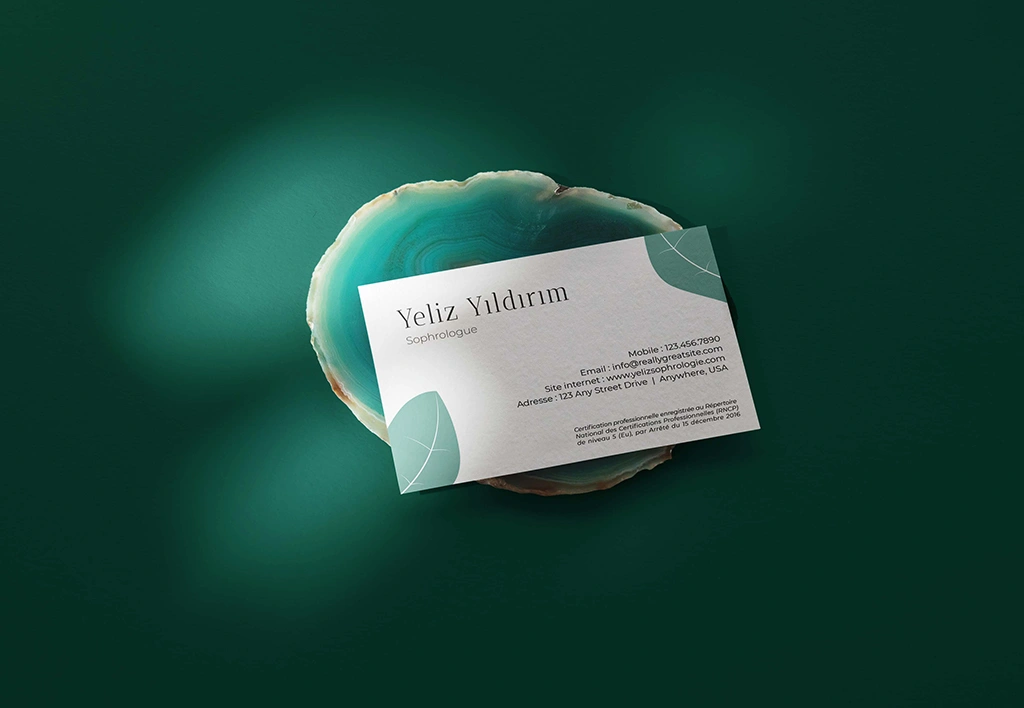 Yeliz Yıldırım
Sophrologue
Mobile : 123.456.7890
Email : info@reallygreatsite.com
Site internet : www.yelizsophrologie.com
Adresse : 123 Any Street Drive | Anywhere, USA
Certification professionnelle enregistrée au Répertoire
National des Certifications Professionnelles (RNCP)
de niveau 5 (Eu), par Arrêté du 15 décembre 2016